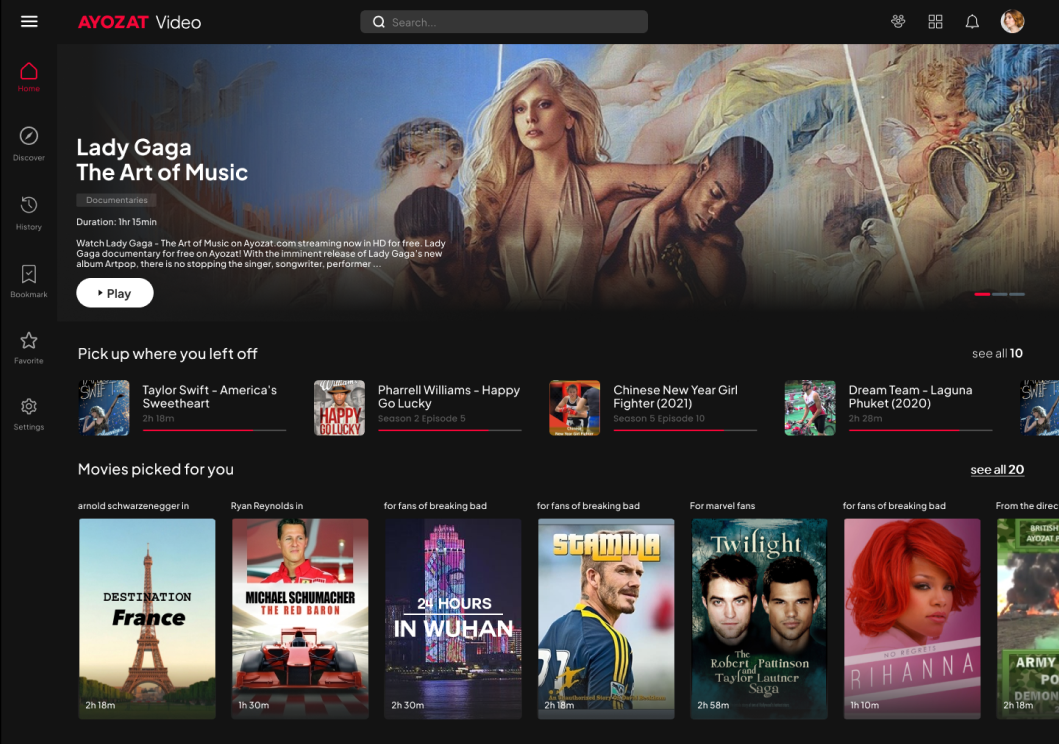 AYOZAT Video
Search...
Home
Discover
History
Bookmark
Favorite
Settings
Lady Gaga
The Art of Music
Documentaries
Duration: 1hr 15min
Watch Lady Gaga - The Art of Music on Ayozat.com streaming now in HD for free. Lady
Gaga documentary for free on Ayozat! With the imminent release of Lady Gaga's new
album Artpop, there is no stopping the singer, songwriter, performer ...
Play
Pick up where you left off
see all 10
SWIFT
Taylor Swift - America's
Sweetheart
2h 18m
HAPPY
GO LUCKY
Pharrell Williams - Happy
Go Lucky
Season 2 Episode 5
Chinese New Year Girl
Fighter (2021)
Season 5 Episode 10
Dream Team - Laguna
Phuket (2020)
2h 28m
Movies picked for you
see all 20
arnold schwarzenegger in
DESTINATION
France
2h 18m
Ryan Reynolds in
MICHAEL SCHUMACHER
THE RED BARON
1h 30m
for fans of breaking bad
24 HOURS
IN WUHAN
2h 30m
for fans of breaking bad
STAMINA
77
2h 18m
For marvel fans
Twilight
The
Robert Pattinson
and
Taylor Lautner
Saga
2h 58m
for fans of breaking bad
NO REGRETS
RIHANNA
1h 10m
From the direc
BRITISH
AYOZAT
ARMY
PO
DEMON
2h 18m